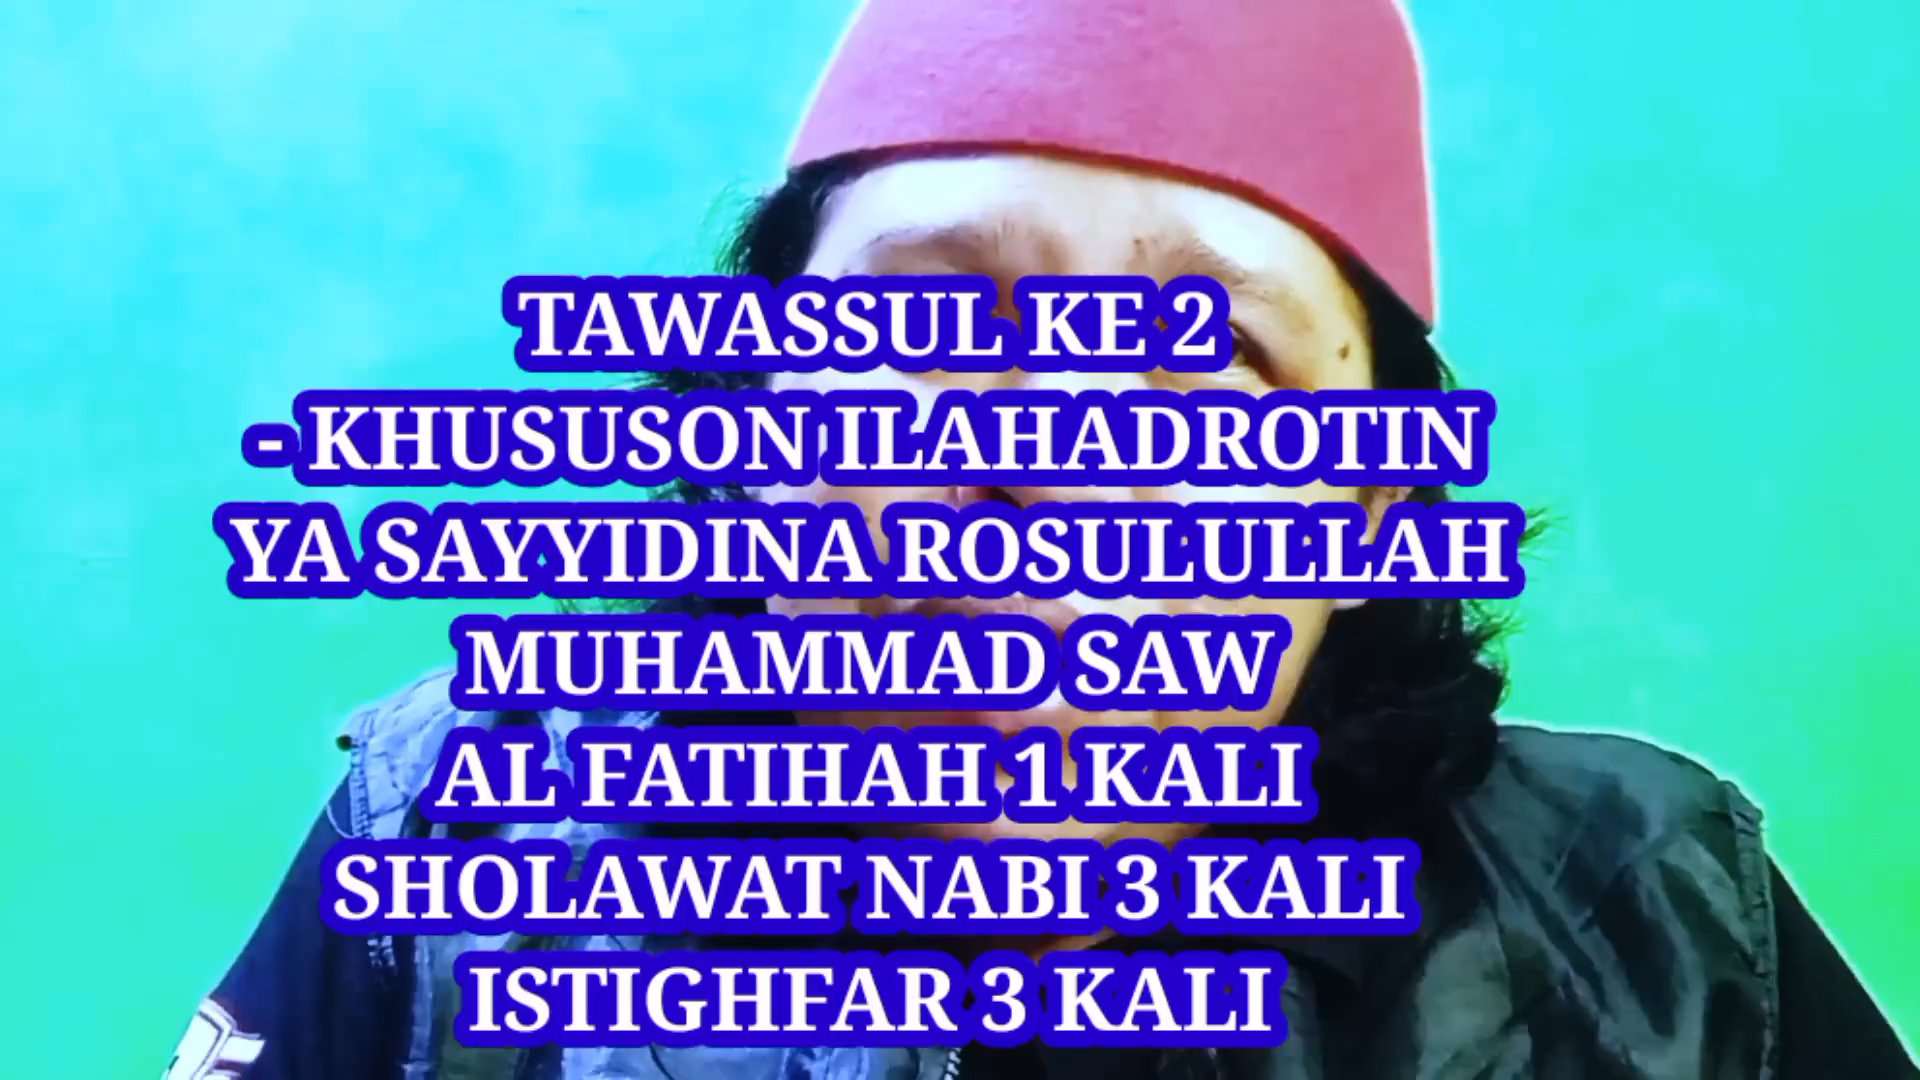 TAWASSUL KE 2
- KHUSUSON ILAHADROTIN
YA SAYYIDINA ROSULULLAH
MUHAMMAD SAW
AL FATIHAH 1 KALI
SHOLAWAT NABI 3 KALI
ISTIGHFAR 3 KALI